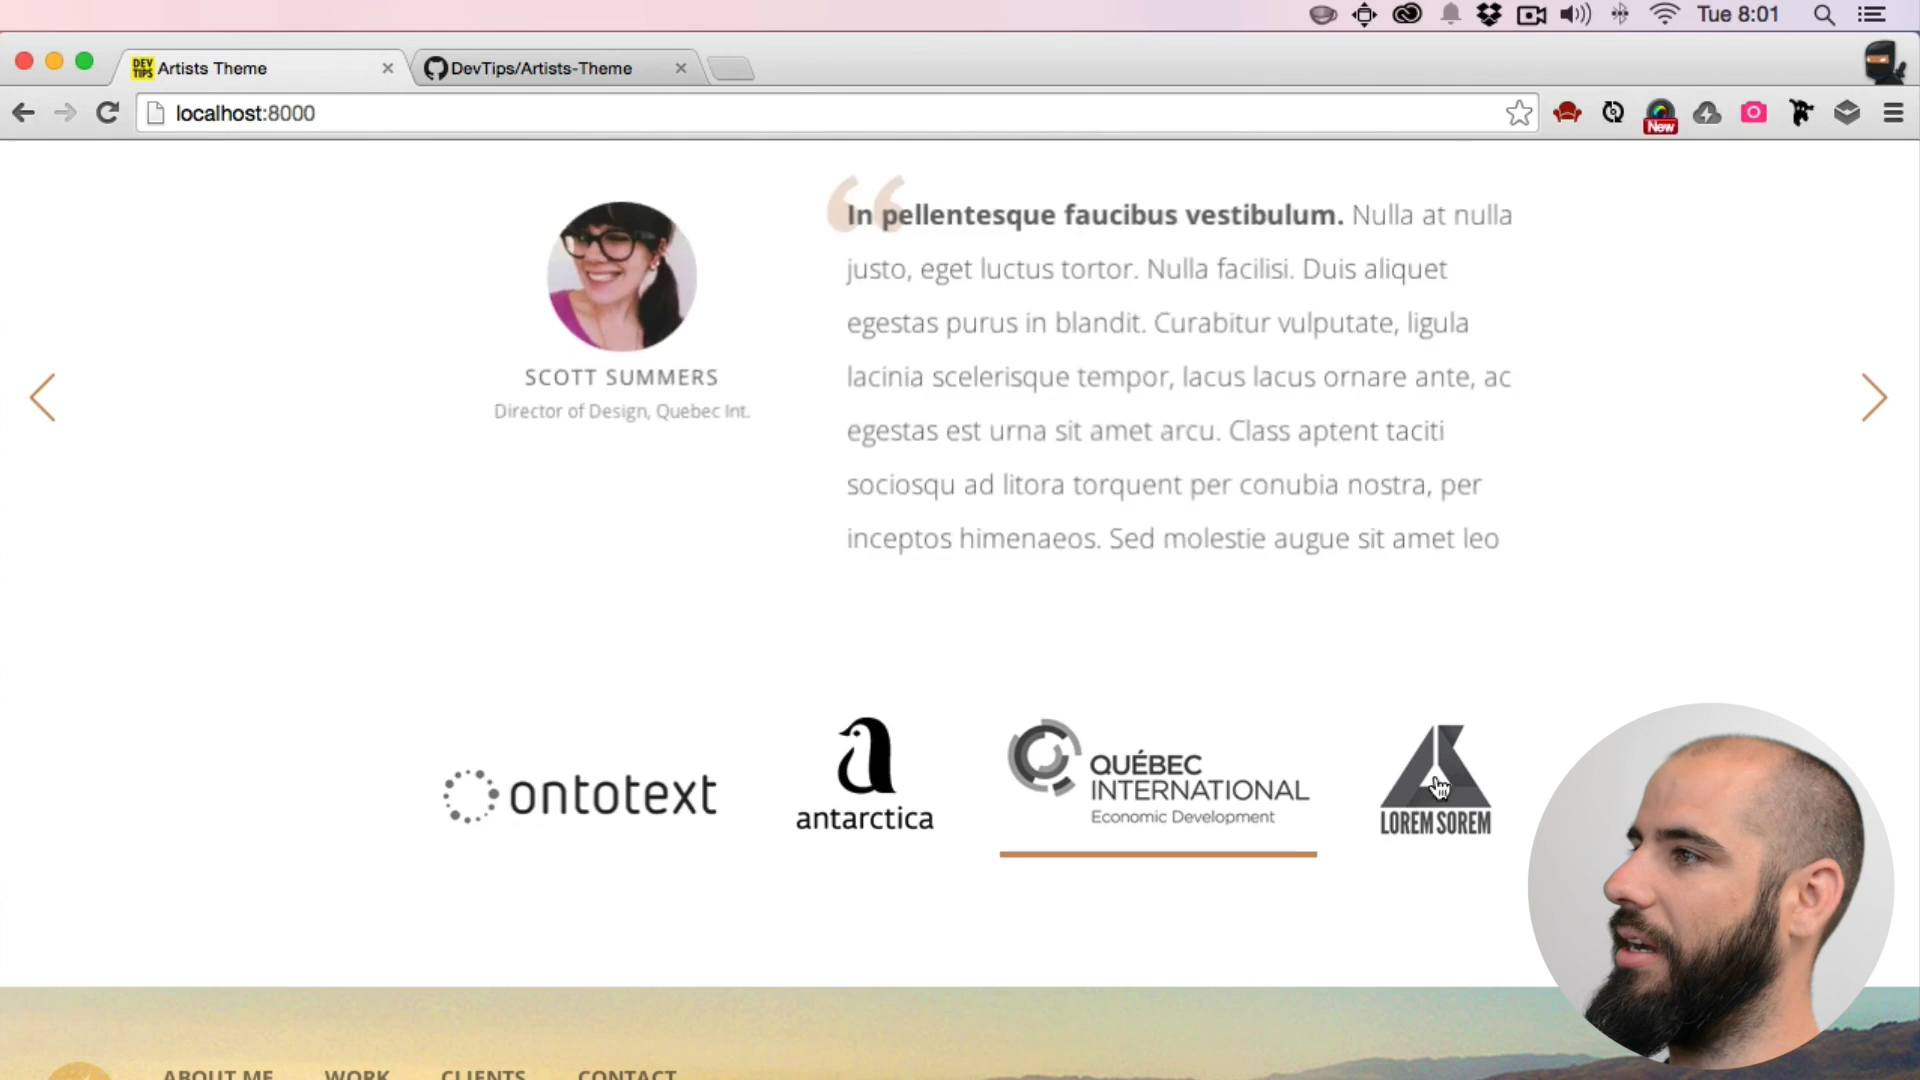 Tue 8:01
DEV TIPS Artists Theme
DevTips/Artists-Theme
localhost:8000
New
“
In pellentesque faucibus vestibulum. Nulla at nulla
justo, eget luctus tortor. Nulla facilisi. Duis aliquet
egestas purus in blandit. Curabitur vulputate, ligula
lacinia scelerisque tempor, lacus lacus ornare ante, ac
egestas est urna sit amet arcu. Class aptent taciti
sociosqu ad litora torquent per conubia nostra, per
inceptos himenaeos. Sed molestie augue sit amet leo
SCOTT SUMMERS
Director of Design, Quebec Int.
ontotext
antarctica
QUÉBEC
INTERNATIONAL
Economic Development
LOREM SOREM
ABOUT ME WORK CLIENTS CONTACT